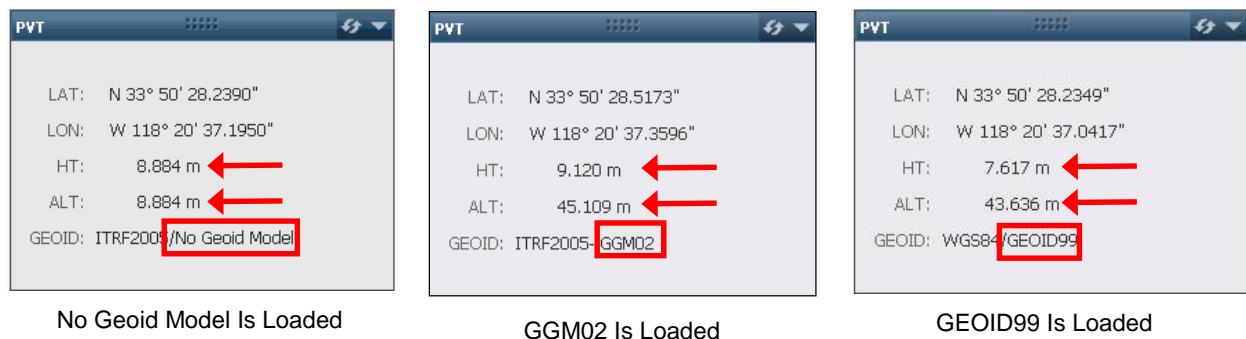 PVT
LAT: N 33° 50' 28.2390"
LON: W 118° 20' 37.1950"
HT: 8.884 m
ALT: 8.884 m
GEOID: ITRF2005/No Geoid Model
No Geoid Model Is Loaded
PVT
LAT: N 33° 50' 28.5173"
LON: W 118° 20' 37.3596"
HT: 9.120 m
ALT: 45.109 m
GEOID: ITRF2005-GGM02
GGM02 Is Loaded
PVT
LAT: N 33° 50' 28.2349"
LON: W 118° 20' 37.0417"
HT: 7.617 m
ALT: 43.636 m
GEOID: WGS84/GEOID99
GEOID99 Is Loaded